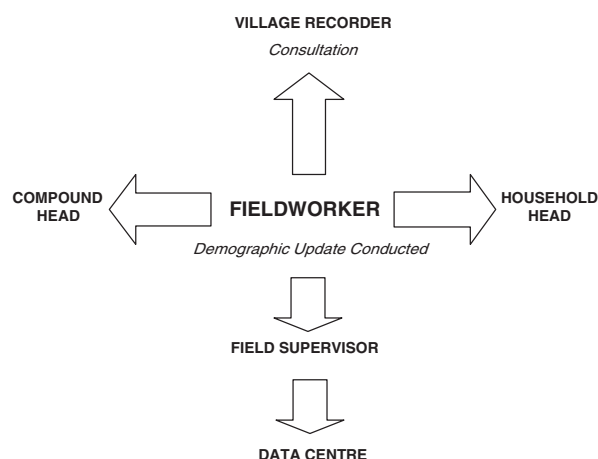 VILLAGE RECORDER
Consultation
COMPOUND
HEAD
FIELDWORKER
HOUSEHOLD
HEAD
Demographic Update Conducted
FIELD SUPERVISOR
DATA CENTRE